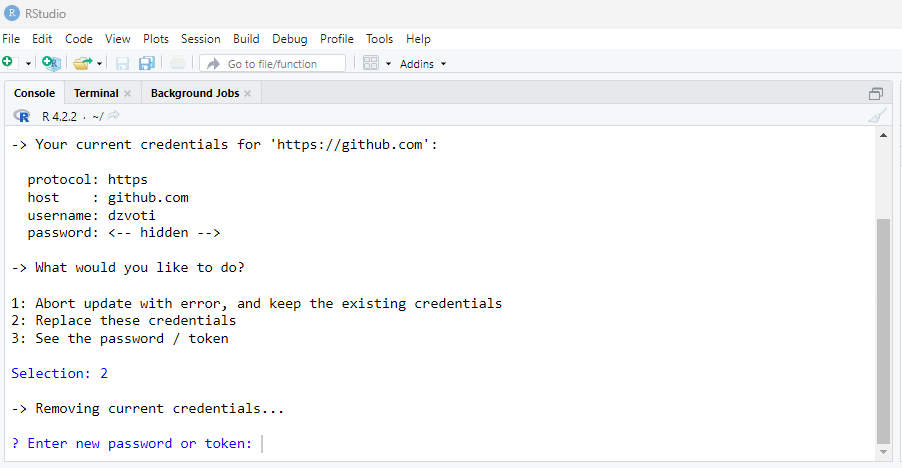 R RStudio
File Edit Code View Plots Session Build Debug Profile Tools Help
Go to file/function Addins
Console Terminal Background Jobs
R R 4.2.2 · ~/
-> Your current credentials for 'https://github.com':
protocol: https
host    : github.com
username: dzvoti
password: <-- hidden -->
-> What would you like to do?
1: Abort update with error, and keep the existing credentials
2: Replace these credentials
3: See the password / token
Selection: 2
-> Removing current credentials...
? Enter new password or token: